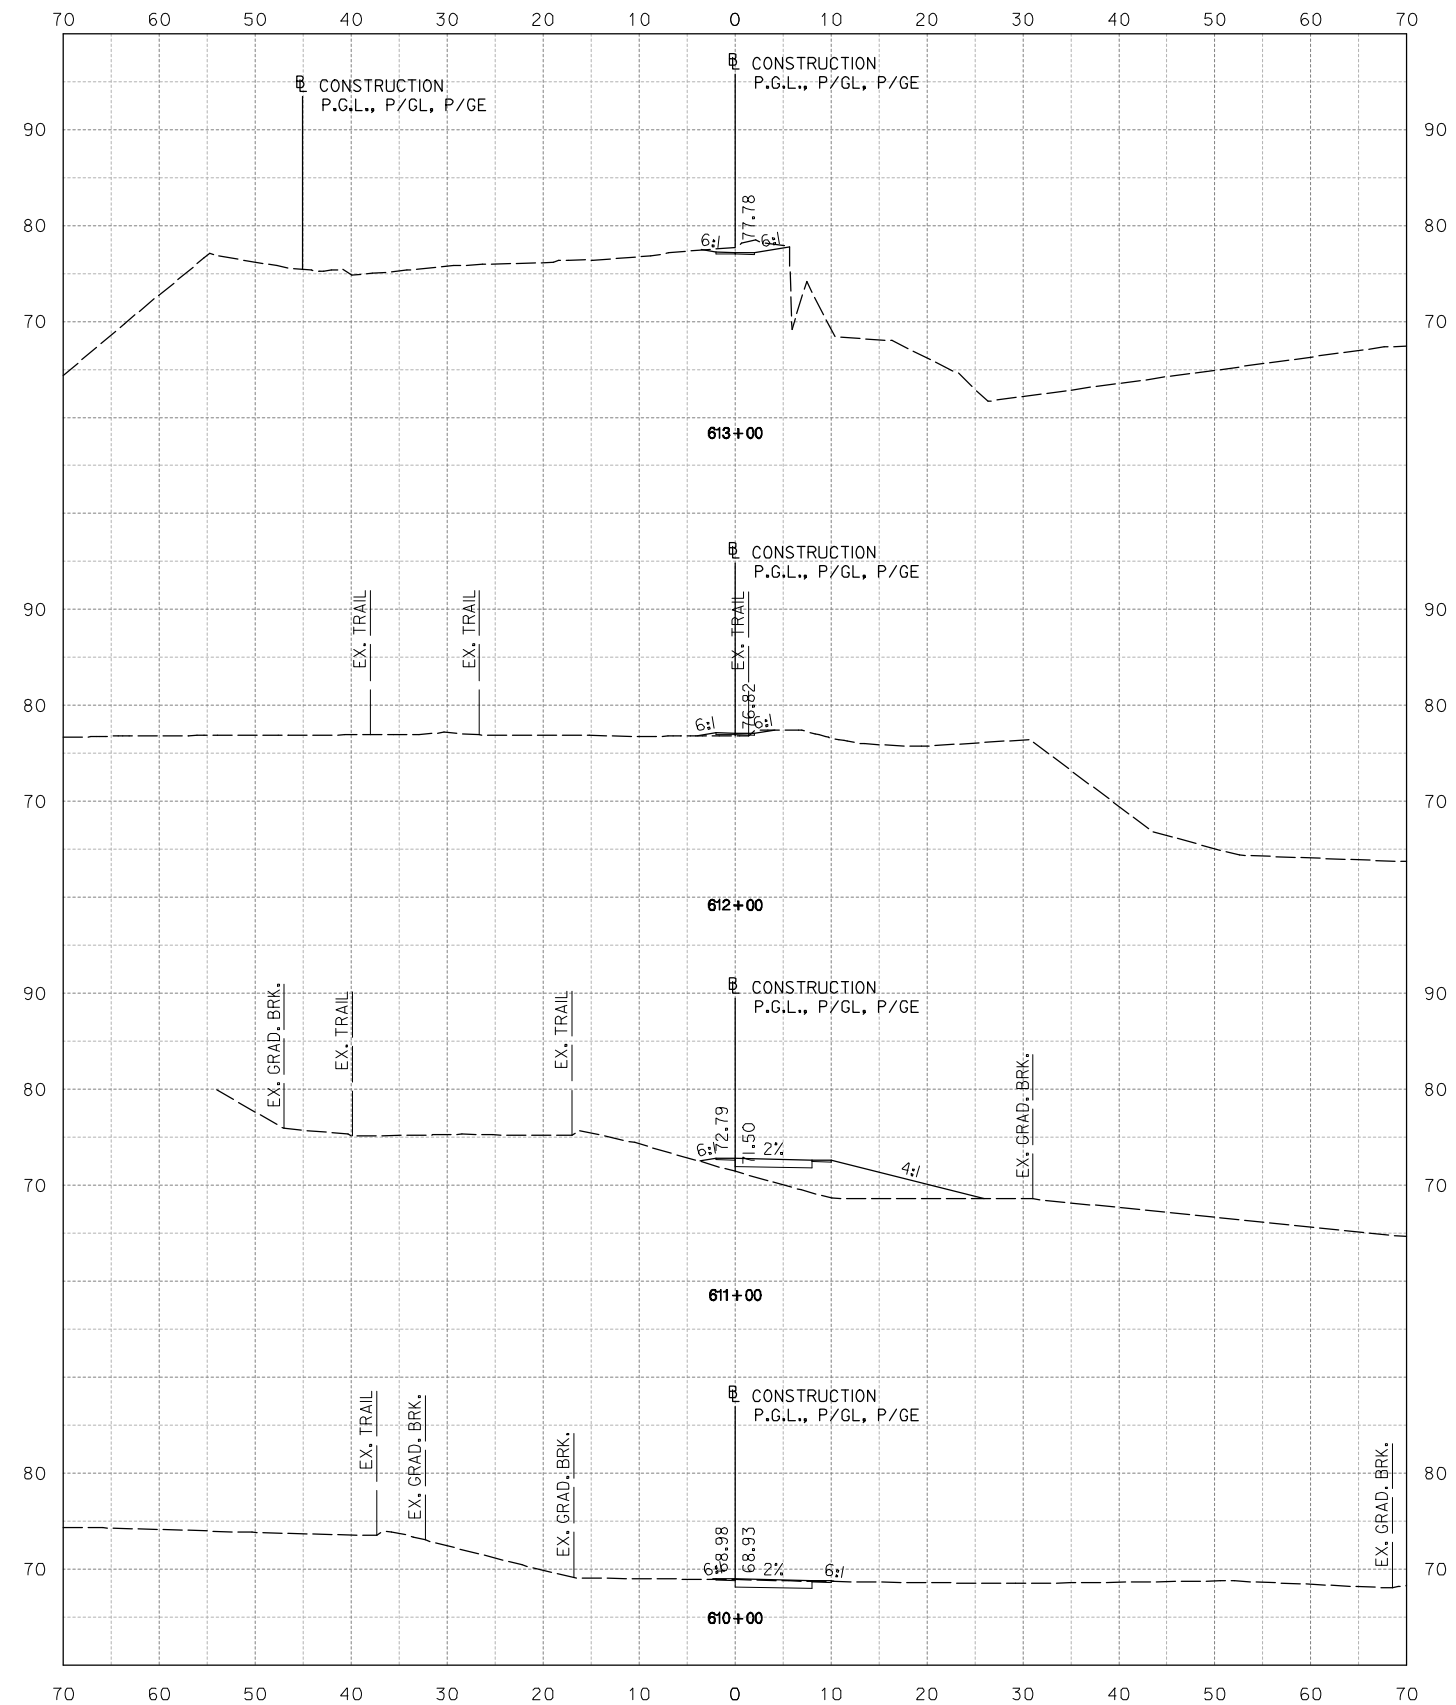 70 60 50 40 30 20 10 0 10 20 30 40 50 60 70
℄ CONSTRUCTION
P.G.L., P/GL, P/GE
℄ CONSTRUCTION
P.G.L., P/GL, P/GE
90 90
80 80
77.78
6:1 6:1
70 70
613+00
℄ CONSTRUCTION
P.G.L., P/GL, P/GE
90 90
EX. TRAIL
EX. TRAIL
EX. TRAIL
80 80
76.82
6:1 6:1
70 70
612+00
℄ CONSTRUCTION
P.G.L., P/GL, P/GE
90 90
EX. GRAD. BRK.
EX. TRAIL
EX. TRAIL
EX. GRAD. BRK.
80 80
72.79
71.50
6:1 2% 4:1
70 70
611+00
℄ CONSTRUCTION
P.G.L., P/GL, P/GE
EX. TRAIL
EX. GRAD. BRK.
EX. GRAD. BRK.
EX. GRAD. BRK.
80 80
68.98
68.93
6:1 2% 6:1
70 70
610+00
70 60 50 40 30 20 10 0 10 20 30 40 50 60 70